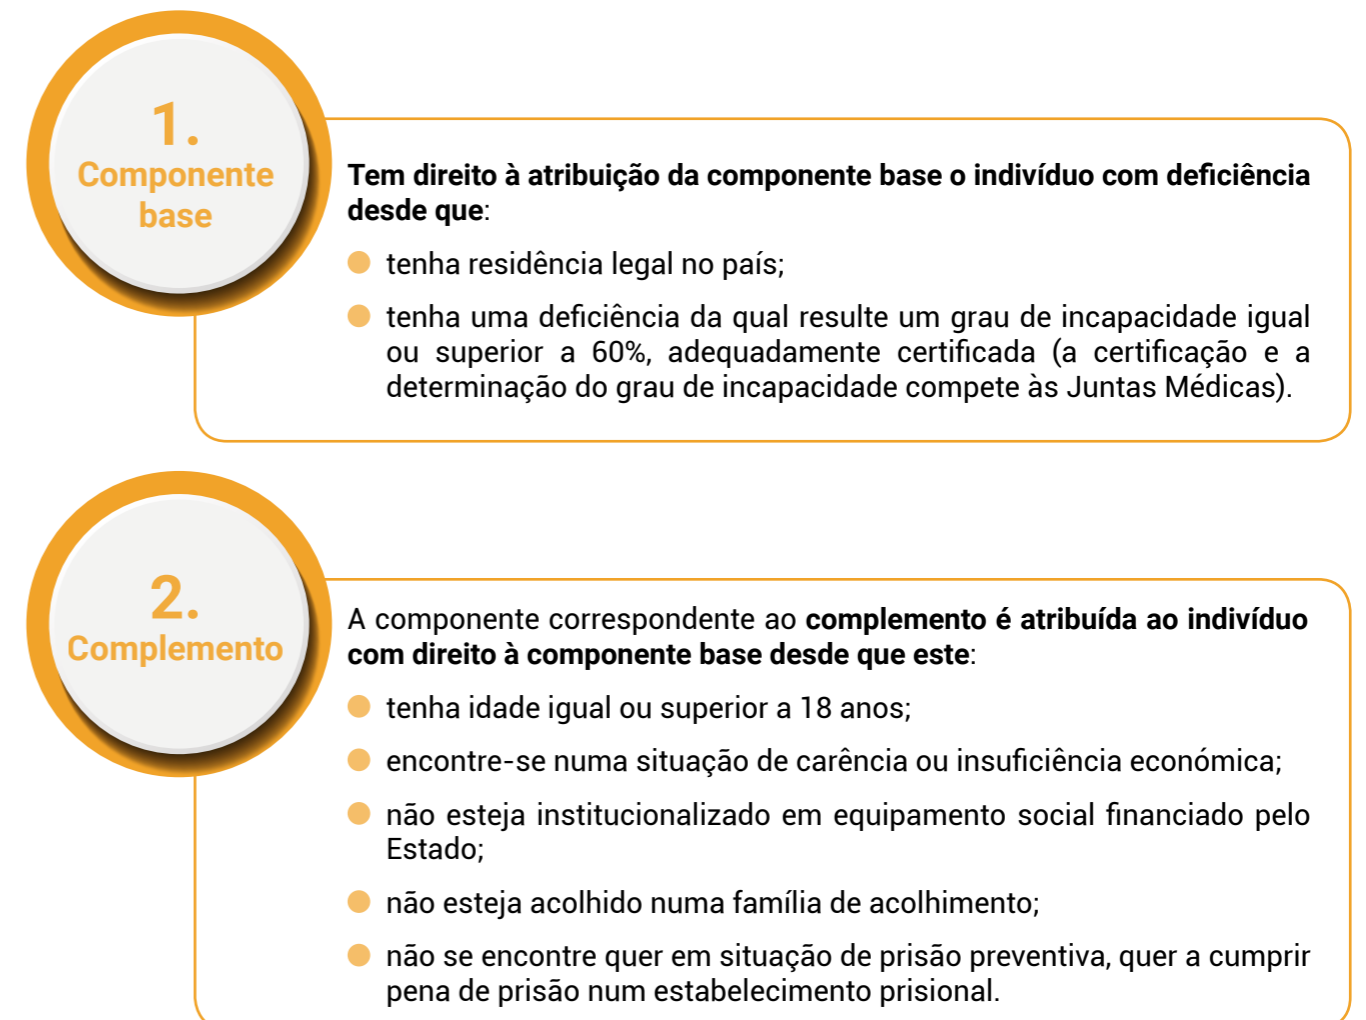 1.
Componente
base
Tem direito à atribuição da componente base o indivíduo com deficiência
desde que:
tenha residência legal no país;
tenha uma deficiência da qual resulte um grau de incapacidade igual
ou superior a 60%, adequadamente certificada (a certificação e a
determinação do grau de incapacidade compete às Juntas Médicas).
2.
Complemento
A componente correspondente ao complemento é atribuída ao indivíduo
com direito à componente base desde que este:
tenha idade igual ou superior a 18 anos;
encontre-se numa situação de carência ou insuficiência económica;
não esteja institucionalizado em equipamento social financiado pelo
Estado;
não esteja acolhido numa família de acolhimento;
não se encontre quer em situação de prisão preventiva, quer a cumprir
pena de prisão num estabelecimento prisional.